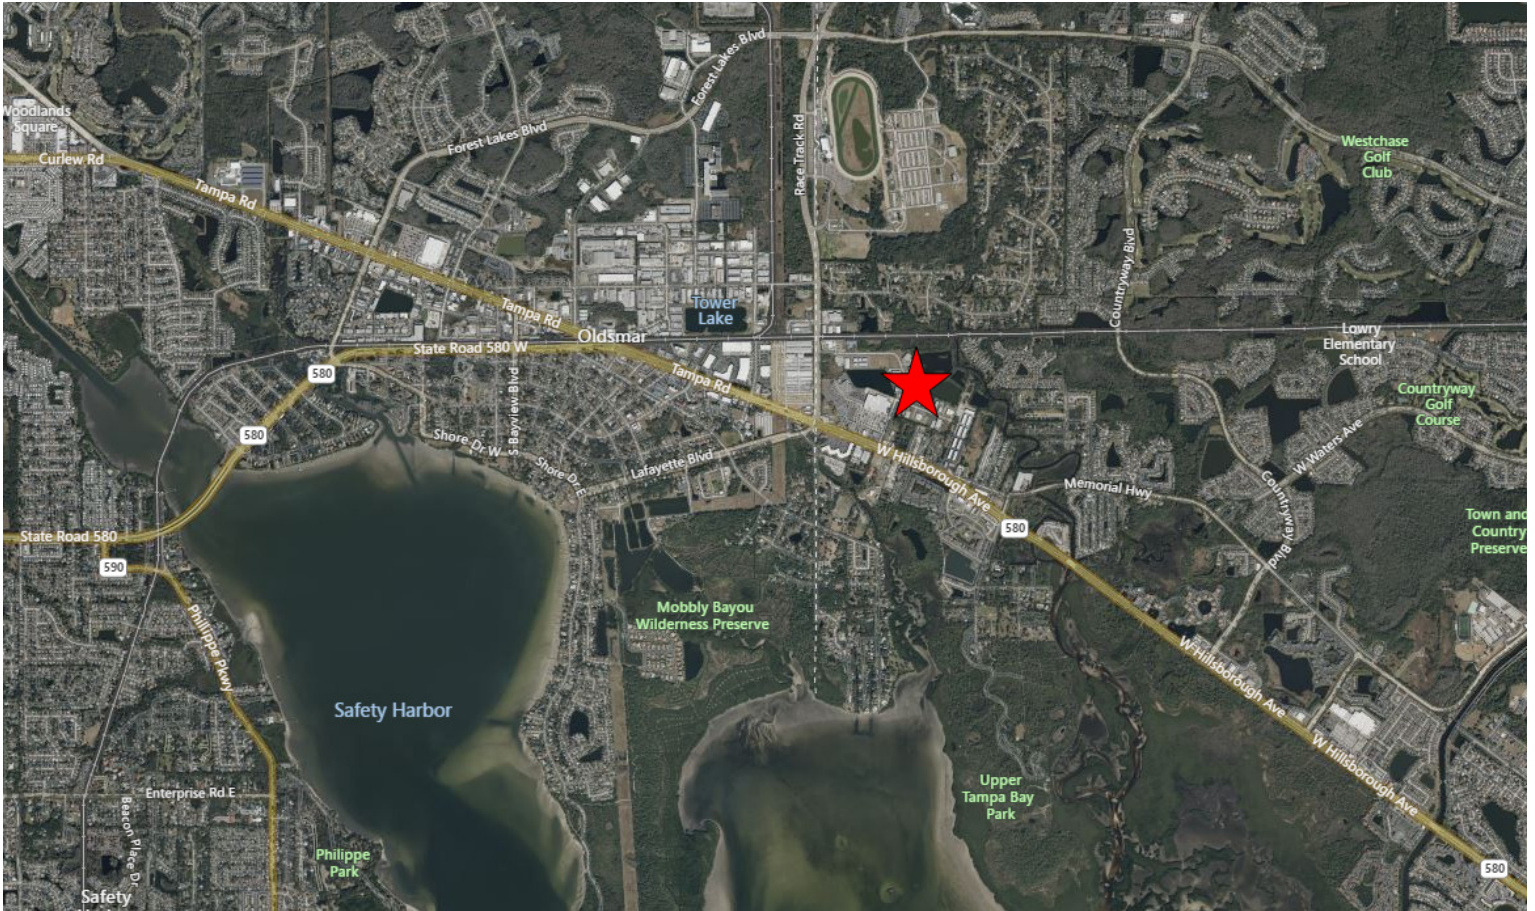 Forest Lakes Blvd
Woodlands
Square
Forest Lakes Blvd
Race Track Rd
Westchase
Golf
Club
Curlew Rd
Tampa Rd
Countryway Blvd
Tampa Rd
Tower
Lake
Oldsmar
State Road 580 W
Lowry
Elementary
School
580
Tampa Rd
S Bayview Blvd
Countryway
Golf
Course
580
Shore Dr W
Shore Dr E
Lafayette Blvd
W Hillsborough Ave
W Waters Ave
Memorial Hwy
Countryway Blvd
580
State Road 580
590
Town and
Country
Preserve
Philippe Pkwy
Mobbly Bayou
Wilderness Preserve
W Hillsborough Ave
Safety Harbor
W Hillsborough Ave
Enterprise Rd E
Beacon Place Dr
Upper
Tampa Bay
Park
Philippe
Park
580
Safety